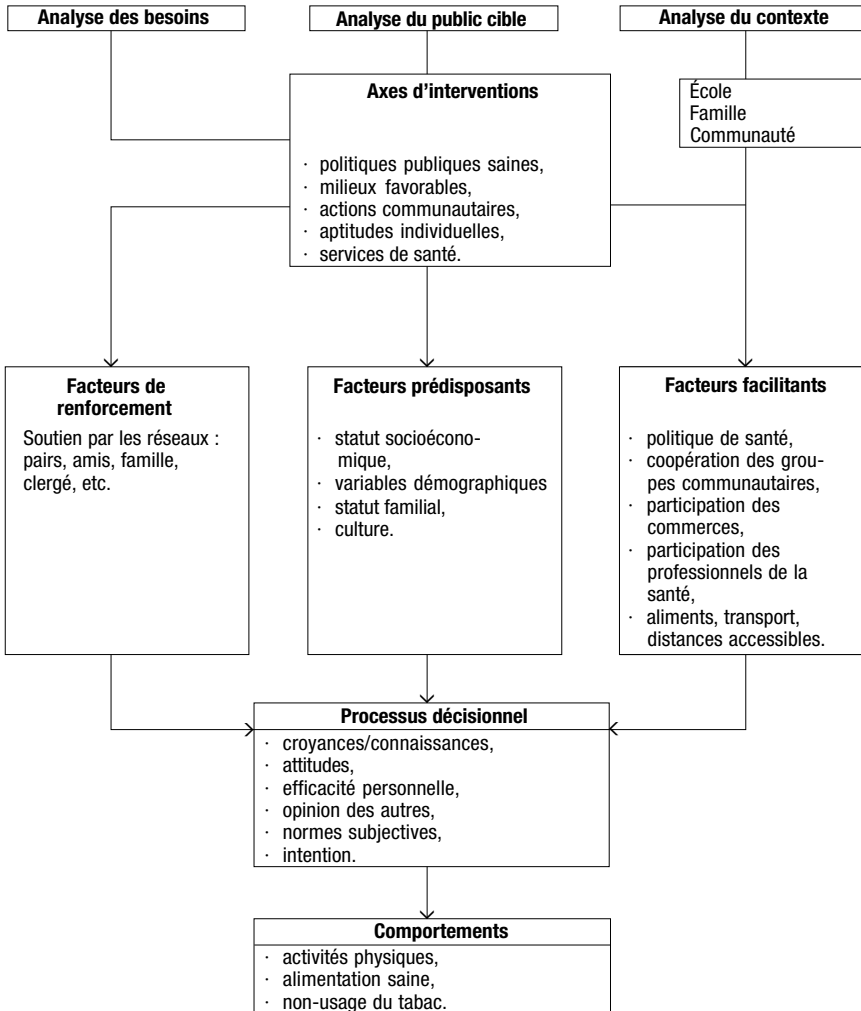 Analyse des besoins
Analyse du public cible
Analyse du contexte
Axes d'interventions
· politiques publiques saines,
· milieux favorables,
· actions communautaires,
· aptitudes individuelles,
· services de santé.
École
Famille
Communauté
Facteurs de
renforcement
Soutien par les réseaux :
pairs, amis, famille,
clergé, etc.
Facteurs prédisposants
· statut socioécono-
mique,
· variables démographiques
· statut familial,
· culture.
Facteurs facilitants
· politique de santé,
· coopération des grou-
pes communautaires,
· participation des
commerces,
· participation des
professionnels de la
santé,
· aliments, transport,
distances accessibles.
Processus décisionnel
· croyances/connaissances,
· attitudes,
· efficacité personnelle,
· opinion des autres,
· normes subjectives,
· intention.
Comportements
· activités physiques,
· alimentation saine,
· non-usage du tabac.